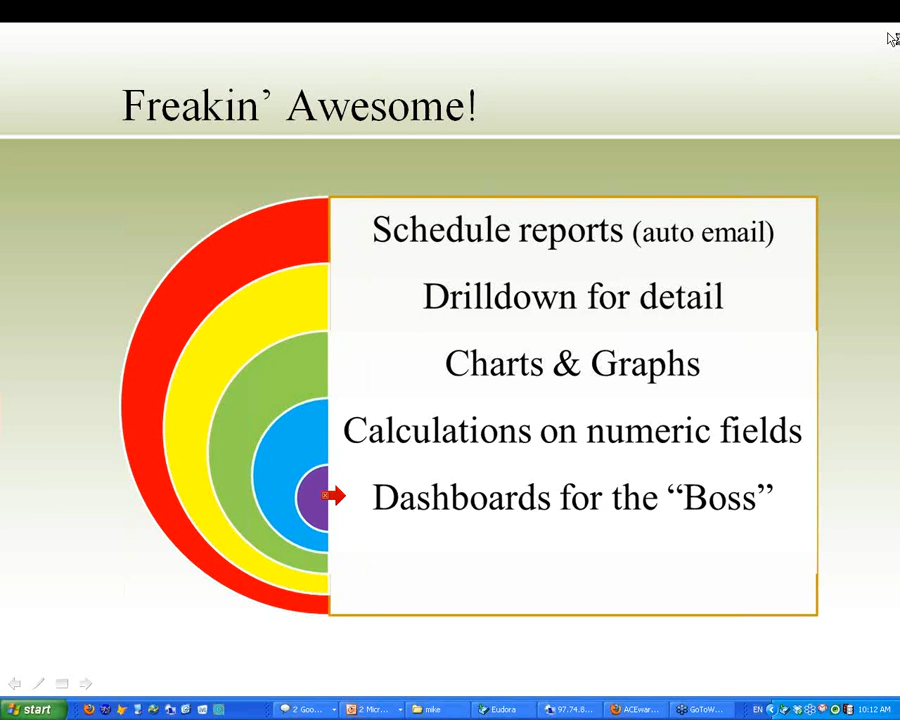 Freakin’ Awesome!
Schedule reports (auto email)
Drilldown for detail
Charts & Graphs
Calculations on numeric fields
Dashboards for the “Boss”
start
2 Goo...
2 Micr...
mike
Eudora
97.74.8...
ACEwar...
GoToW...
EN
10:12 AM